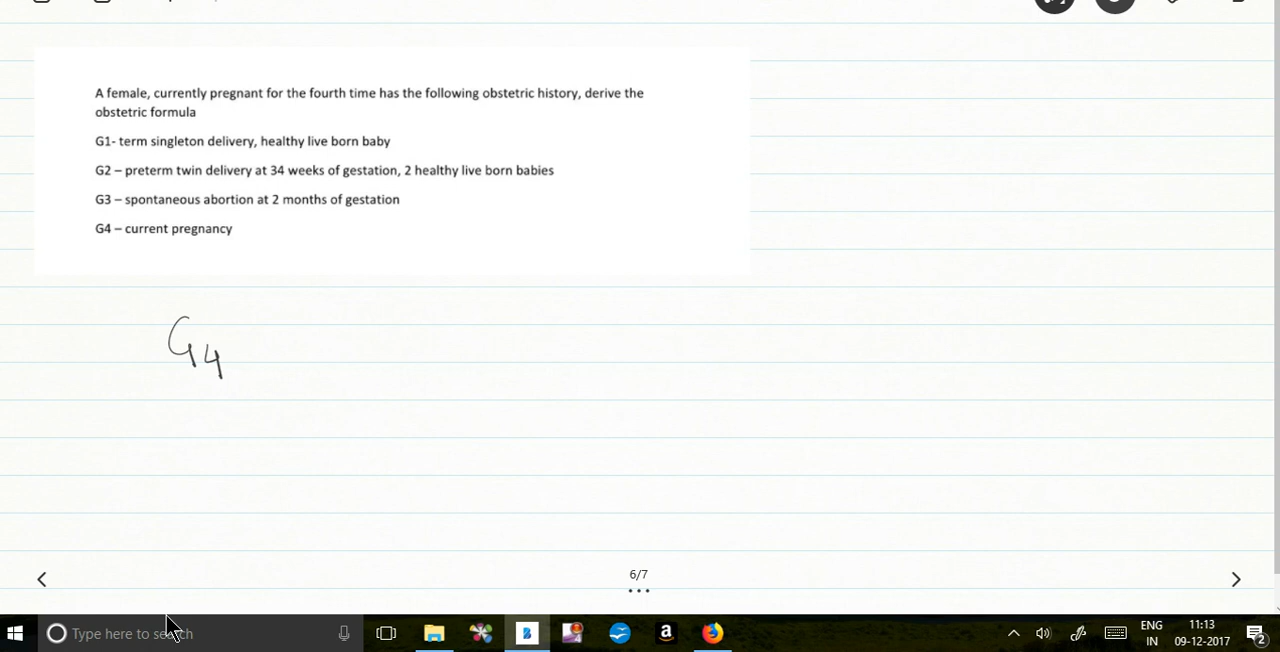 A female, currently pregnant for the fourth time has the following obstetric history, derive the
obstetric formula
G1- term singleton delivery, healthy live born baby
G2 – preterm twin delivery at 34 weeks of gestation, 2 healthy live born babies
G3 – spontaneous abortion at 2 months of gestation
G4 – current pregnancy
G4
6/7
Type here to search
ENG
IN
11:13
09-12-2017
2